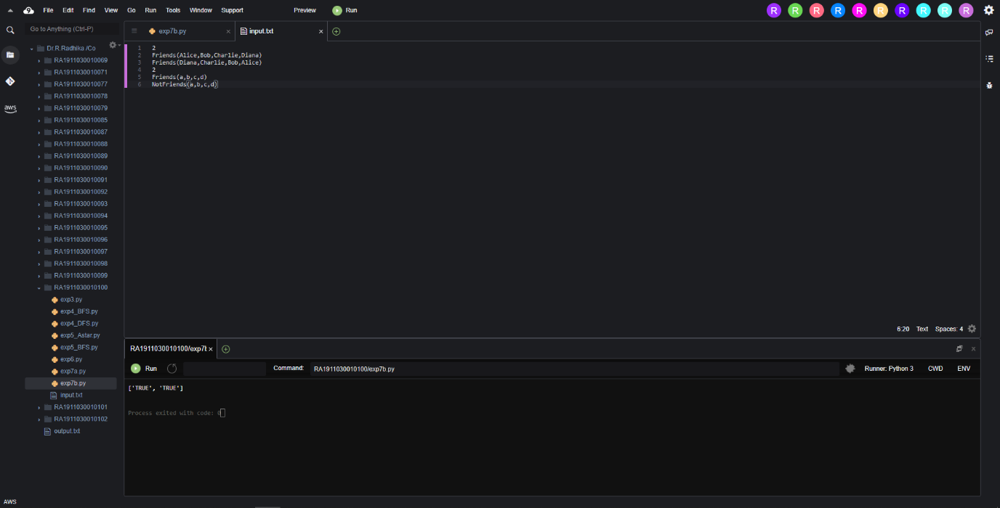 File Edit Find View Go Run Tools Window Support Preview Run
R R R R R R R R R R
Go to Anything (Ctrl-P)
exp7b.py × input.txt ×
Dr.R.Radhika /Co
RA1911030010069
RA1911030010071
RA1911030010077
RA1911030010078
RA1911030010079
RA1911030010085
RA1911030010087
RA1911030010088
RA1911030010089
RA1911030010090
RA1911030010091
RA1911030010092
RA1911030010093
RA1911030010094
RA1911030010095
RA1911030010096
RA1911030010097
RA1911030010098
RA1911030010099
RA1911030010100
exp3.py
exp4_BFS.py
exp4_DFS.py
exp5_Astar.py
exp5_BFS.py
exp6.py
exp7a.py
exp7b.py
input.txt
RA1911030010101
RA1911030010102
output.txt
aws
1 2
2 Friends(Alice,Bob,Charlie,Diana)
3 Friends(Diana,Charlie,Bob,Alice)
4 2
5 Friends(a,b,c,d)
6 NotFriends(a,b,c,d)
6:20 Text Spaces: 4
RA1911030010100/exp7b ×
Run Command: RA1911030010100/exp7b.py Runner: Python 3 CWD ENV
['TRUE', 'TRUE']
Process exited with code: 0
AWS